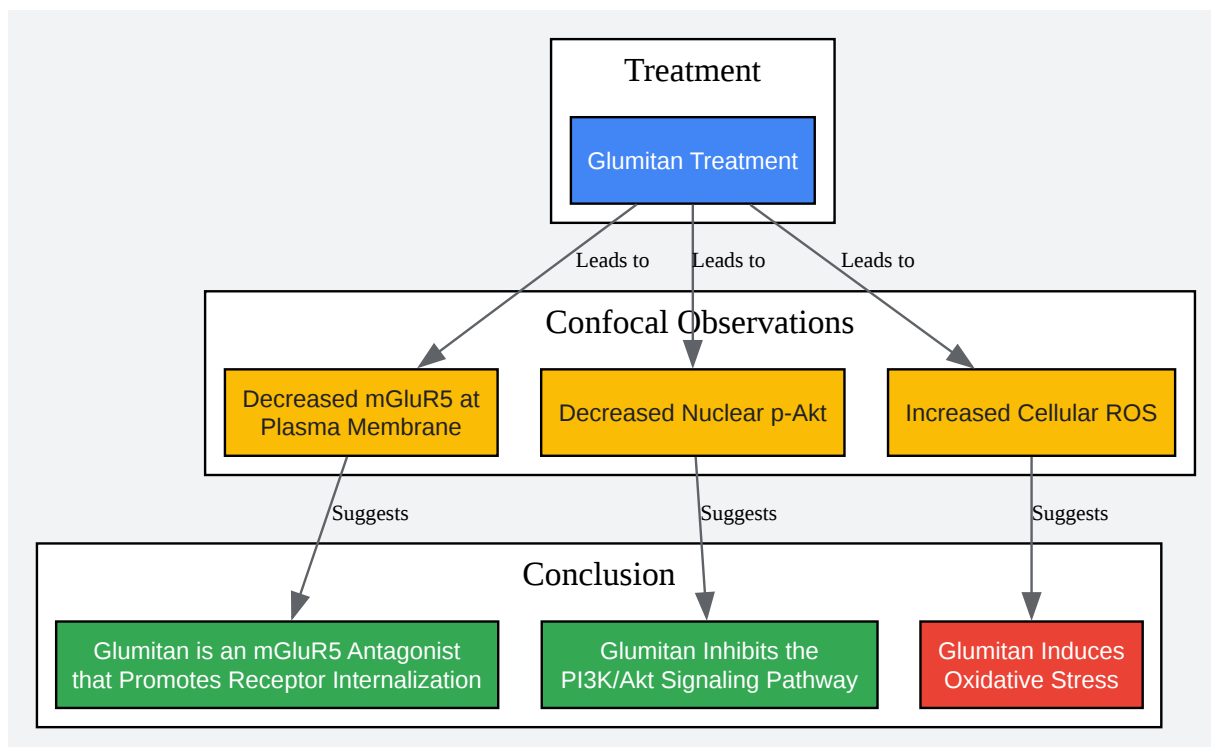 Treatment
Glumitan Treatment
Leads to
Leads to
Leads to
Confocal Observations
Decreased mGluR5 at
Plasma Membrane
Decreased Nuclear p-Akt
Increased Cellular ROS
Suggests
Suggests
Suggests
Conclusion
Glumitan is an mGluR5 Antagonist
that Promotes Receptor Internalization
Glumitan Inhibits the
PI3K/Akt Signaling Pathway
Glumitan Induces
Oxidative Stress